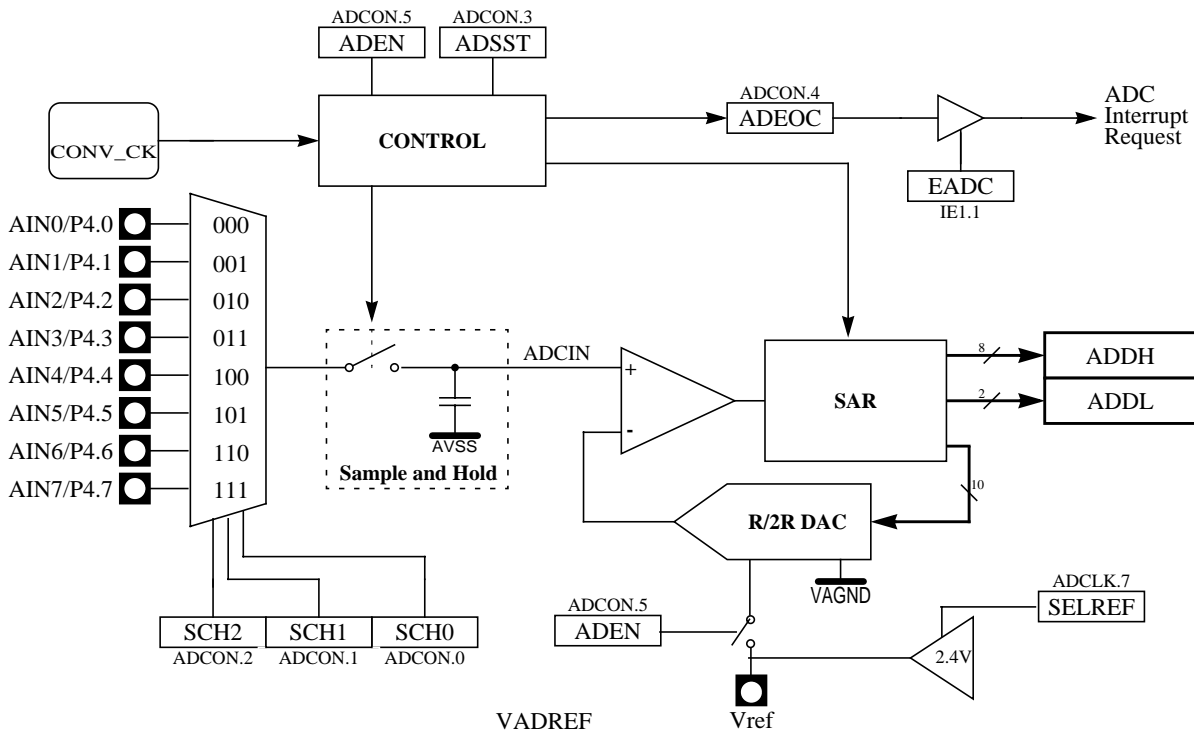 ADCON.5
ADEN
ADCON.3
ADSST
CONV_CK
CONTROL
ADCON.4
ADEOC
ADC
Interrupt
Request
EADC
IE1.1
AIN0/P4.0
AIN1/P4.1
AIN2/P4.2
AIN3/P4.3
AIN4/P4.4
AIN5/P4.5
AIN6/P4.6
AIN7/P4.7
000
001
010
011
100
101
110
111
AVSS
Sample and Hold
ADCIN
+
-
SAR
8
ADDH
2
ADDL
10
R/2R DAC
VAGND
SCH2
SCH1
SCH0
ADCON.2
ADCON.1
ADCON.0
ADCON.5
ADEN
ADCLK.7
SELREF
2.4V
VADREF
Vref